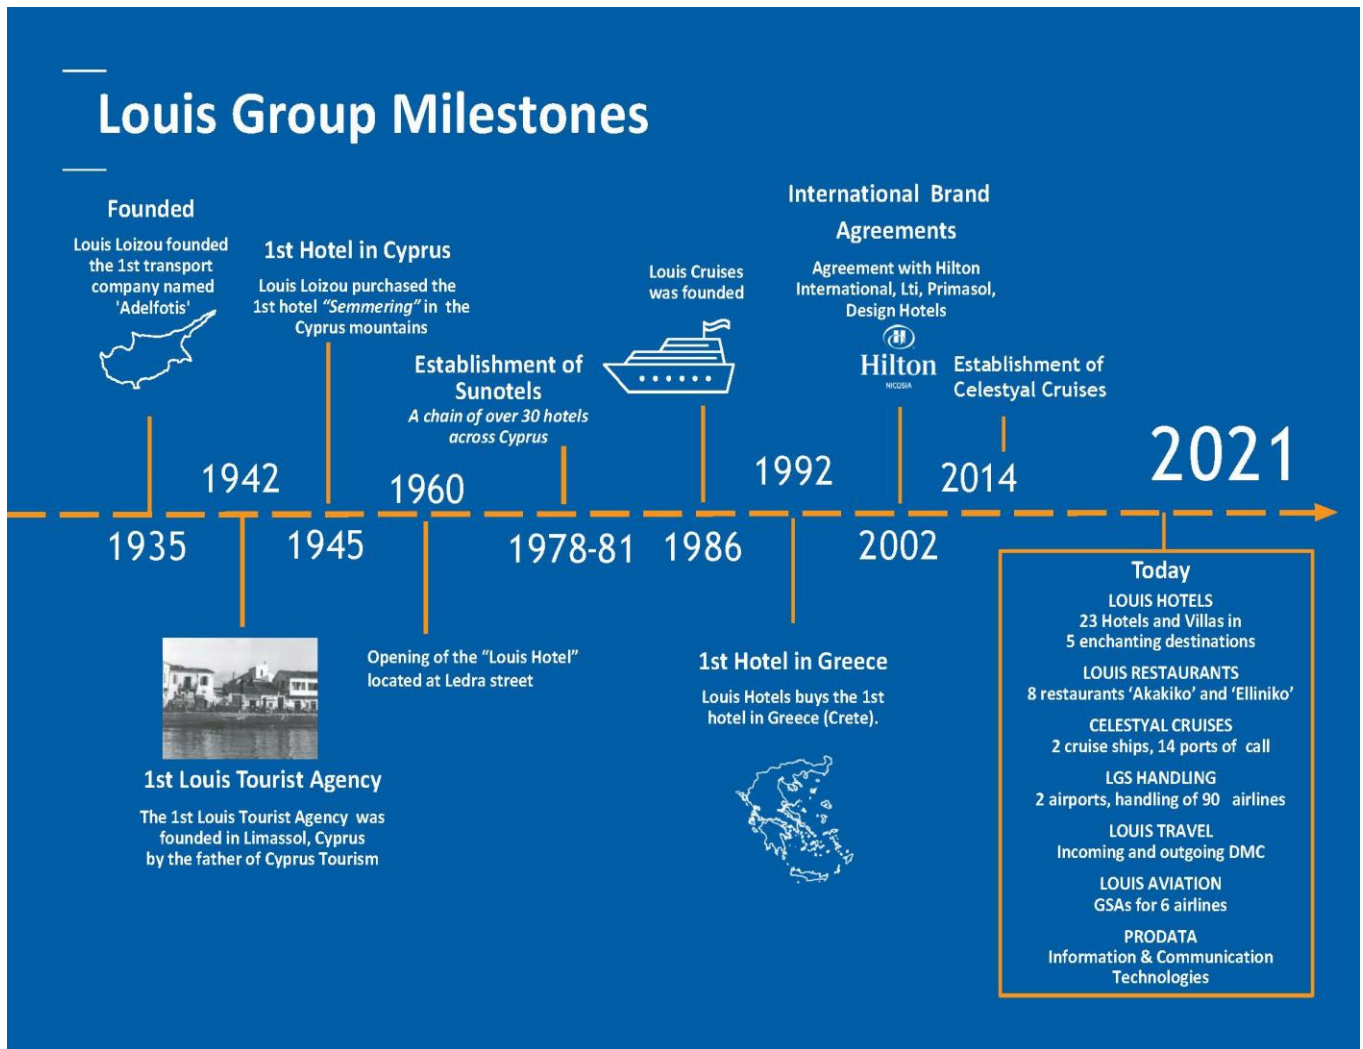 Louis Group Milestones
Founded
Louis Loizou founded
the 1st transport
company named
'Adelfotis'
1935
1942
1st Louis Tourist Agency
The 1st Louis Tourist Agency was
founded in Limassol, Cyprus
by the father of Cyprus Tourism
1st Hotel in Cyprus
Louis Loizou purchased the
1st hotel “Semmering” in the
Cyprus mountains
1945
1960
Opening of the “Louis Hotel”
located at Ledra street
Establishment of
Sunotels
A chain of over 30 hotels
across Cyprus
1978-81
Louis Cruises
was founded
1986
1992
1st Hotel in Greece
Louis Hotels buys the 1st
hotel in Greece (Crete).
International Brand
Agreements
Agreement with Hilton
International, Lti, Primasol,
Design Hotels
H
Hilton
NICOSIA
2002
Establishment of
Celestyal Cruises
2014
2021
Today
LOUIS HOTELS
23 Hotels and Villas in
5 enchanting destinations
LOUIS RESTAURANTS
8 restaurants ‘Akakiko’ and ‘Elliniko’
CELESTYAL CRUISES
2 cruise ships, 14 ports of call
LGS HANDLING
2 airports, handling of 90 airlines
LOUIS TRAVEL
Incoming and outgoing DMC
LOUIS AVIATION
GSAs for 6 airlines
PRODATA
Information & Communication
Technologies